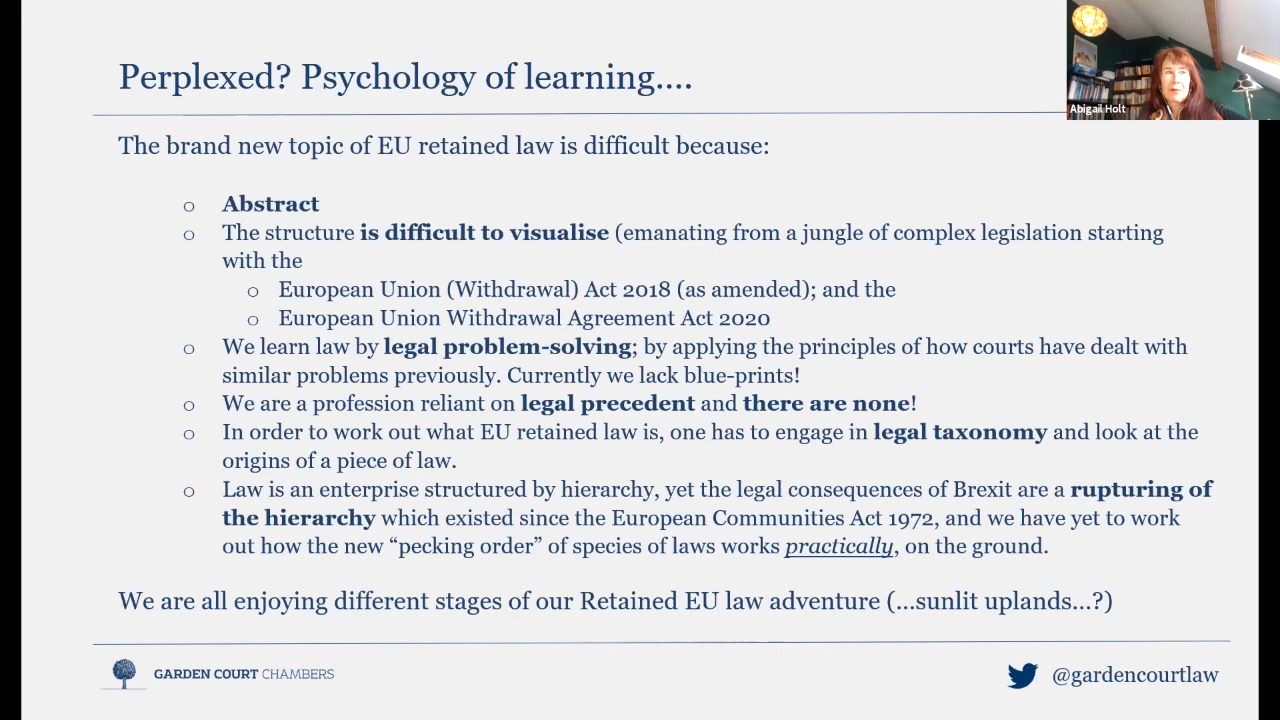 Perplexed? Psychology of learning....
Abigail Holt
The brand new topic of EU retained law is difficult because:
o Abstract
o The structure is difficult to visualise (emanating from a jungle of complex legislation starting
with the
o European Union (Withdrawal) Act 2018 (as amended); and the
o European Union Withdrawal Agreement Act 2020
o We learn law by legal problem-solving; by applying the principles of how courts have dealt with
similar problems previously. Currently we lack blue-prints!
o We are a profession reliant on legal precedent and there are none!
o In order to work out what EU retained law is, one has to engage in legal taxonomy and look at the
origins of a piece of law.
o Law is an enterprise structured by hierarchy, yet the legal consequences of Brexit are a rupturing of
the hierarchy which existed since the European Communities Act 1972, and we have yet to work
out how the new “pecking order” of species of laws works practically, on the ground.
We are all enjoying different stages of our Retained EU law adventure (...sunlit uplands...?)
GARDEN COURT CHAMBERS
@gardencourtlaw